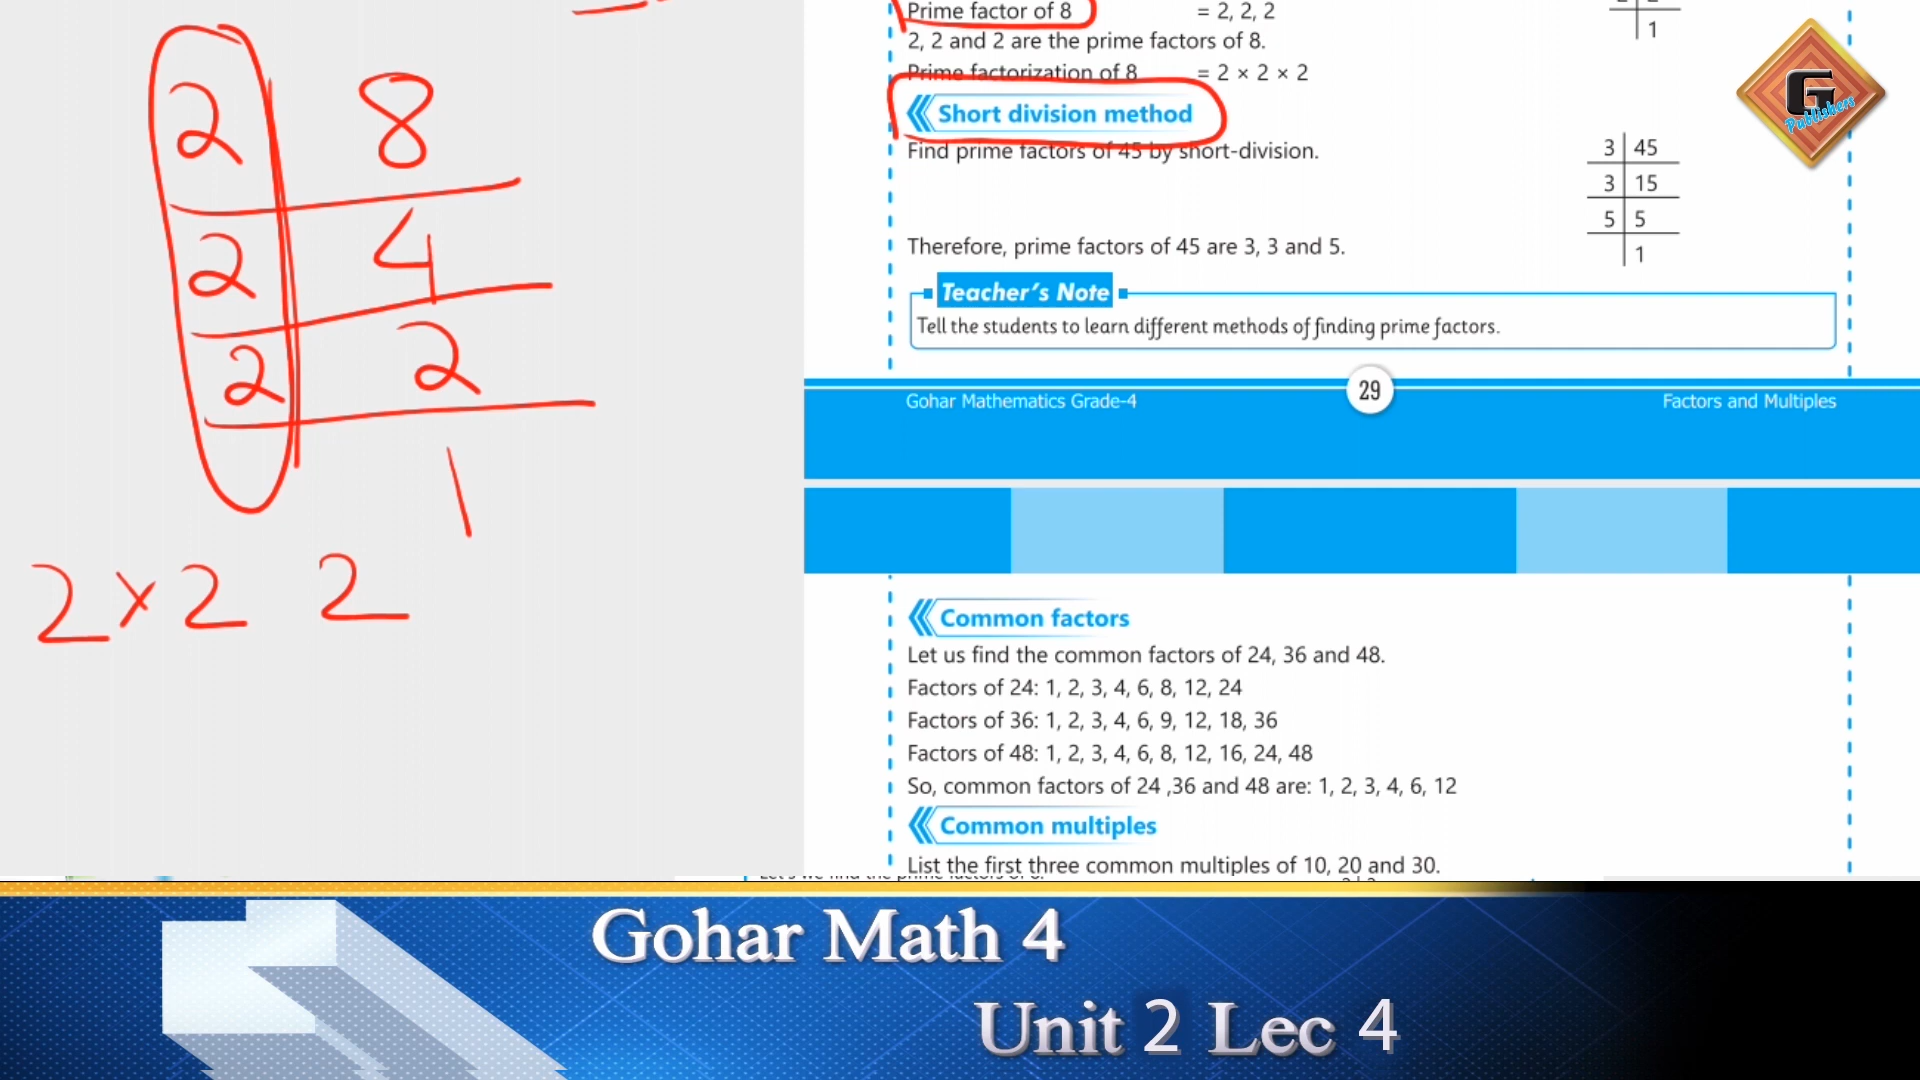 2 8
2 4
2 2
1
2 × 2 2
Prime factor of 8 = 2, 2, 2
1
2, 2 and 2 are the prime factors of 8.
Prime factorization of 8 = 2 × 2 × 2
Short division method
Find prime factors of 45 by short-division.
3 45
3 15
5 5
1
Therefore, prime factors of 45 are 3, 3 and 5.
Teacher's Note
Tell the students to learn different methods of finding prime factors.
Gohar Mathematics Grade-4
29
Factors and Multiples
Common factors
Let us find the common factors of 24, 36 and 48.
Factors of 24: 1, 2, 3, 4, 6, 8, 12, 24
Factors of 36: 1, 2, 3, 4, 6, 9, 12, 18, 36
Factors of 48: 1, 2, 3, 4, 6, 8, 12, 16, 24, 48
So, common factors of 24 ,36 and 48 are: 1, 2, 3, 4, 6, 12
Common multiples
List the first three common multiples of 10, 20 and 30.
G
Publishers
Gohar Math 4
Unit 2 Lec 4